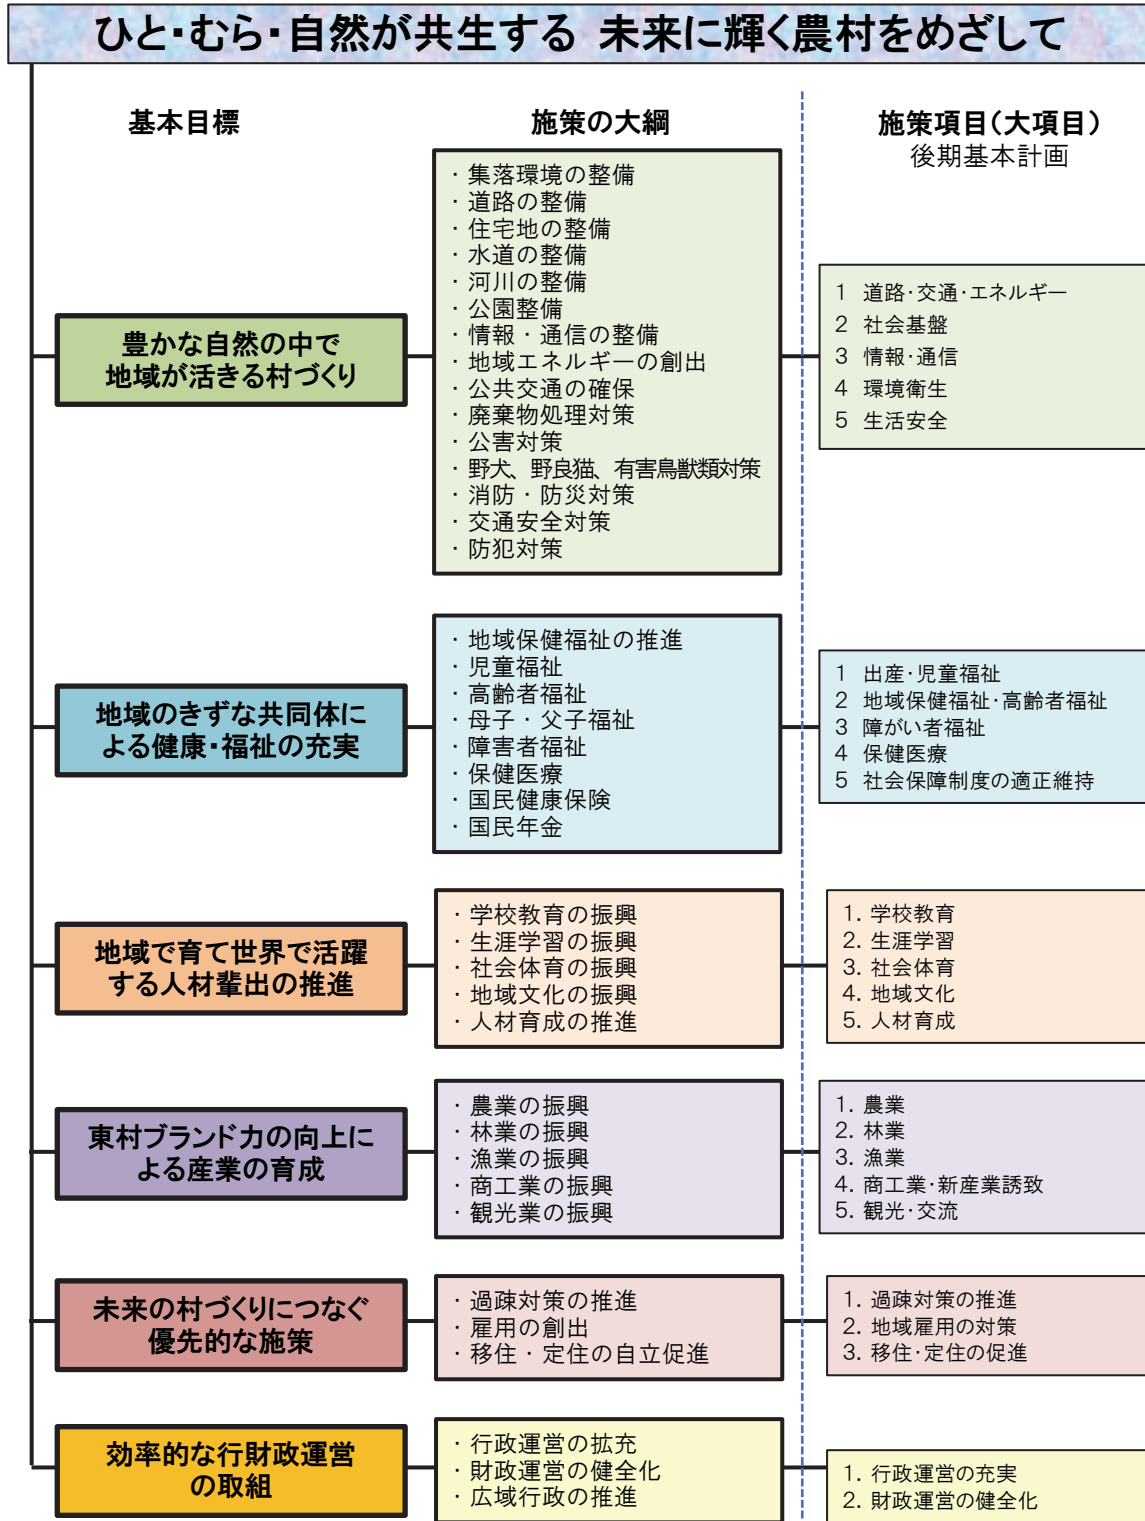 ひと・むら・自然が共生する 未来に輝く農村をめざして
基本目標
施策の大綱
施策項目(大項目)
後期基本計画
豊かな自然の中で
地域が活きる村づくり
・集落環境の整備
・道路の整備
・住宅地の整備
・水道の整備
・河川の整備
・公園整備
・情報・通信の整備
・地域エネルギーの創出
・公共交通の確保
・廃棄物処理対策
・公害対策
・野犬、野良猫、有害鳥獣類対策
・消防・防災対策
・交通安全対策
・防犯対策
1 道路・交通・エネルギー
2 社会基盤
3 情報・通信
4 環境衛生
5 生活安全
地域のきずな共同体に
よる健康・福祉の充実
・地域保健福祉の推進
・児童福祉
・高齢者福祉
・母子・父子福祉
・障害者福祉
・保健医療
・国民健康保険
・国民年金
1 出産・児童福祉
2 地域保健福祉・高齢者福祉
3 障がい者福祉
4 保健医療
5 社会保障制度の適正維持
地域で育て世界で活躍
する人材輩出の推進
・学校教育の振興
・生涯学習の振興
・社会体育の振興
・地域文化の振興
・人材育成の推進
1. 学校教育
2. 生涯学習
3. 社会体育
4. 地域文化
5. 人材育成
東村ブランド力の向上に
よる産業の育成
・農業の振興
・林業の振興
・漁業の振興
・商工業の振興
・観光業の振興
1. 農業
2. 林業
3. 漁業
4. 商工業・新産業誘致
5. 観光・交流
未来の村づくりにつなぐ
優先的な施策
・過疎対策の推進
・雇用の創出
・移住・定住の自立促進
1. 過疎対策の推進
2. 地域雇用の対策
3. 移住・定住の促進
効率的な行財政運営
の取組
・行政運営の拡充
・財政運営の健全化
・広域行政の推進
1. 行政運営の充実
2. 財政運営の健全化